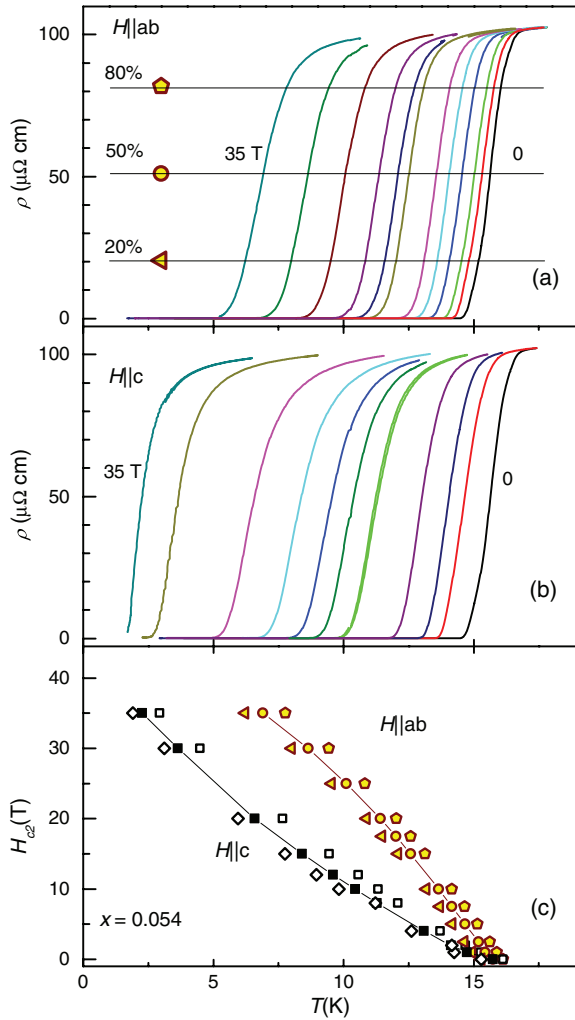 H||ab
80%
50%
20%
35 T
0
(a)
ρ (μΩ cm)
100
50
0
H||c
35 T
0
(b)
ρ (μΩ cm)
100
50
0
H||ab
H||c
x = 0.054
(c)
H_c2(T)
40
30
20
10
0
0 5 10 15
T(K)